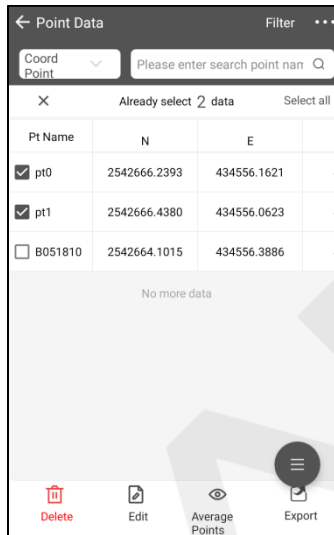 Point Data Filter
Coord
Point
Please enter search point nan
Already select 2 data Select all
Pt Name N E
pt0 2542666.2393 434556.1621
pt1 2542666.4380 434556.0623
B051810 2542664.1015 434556.3886
No more data
Delete Edit Average
Points Export